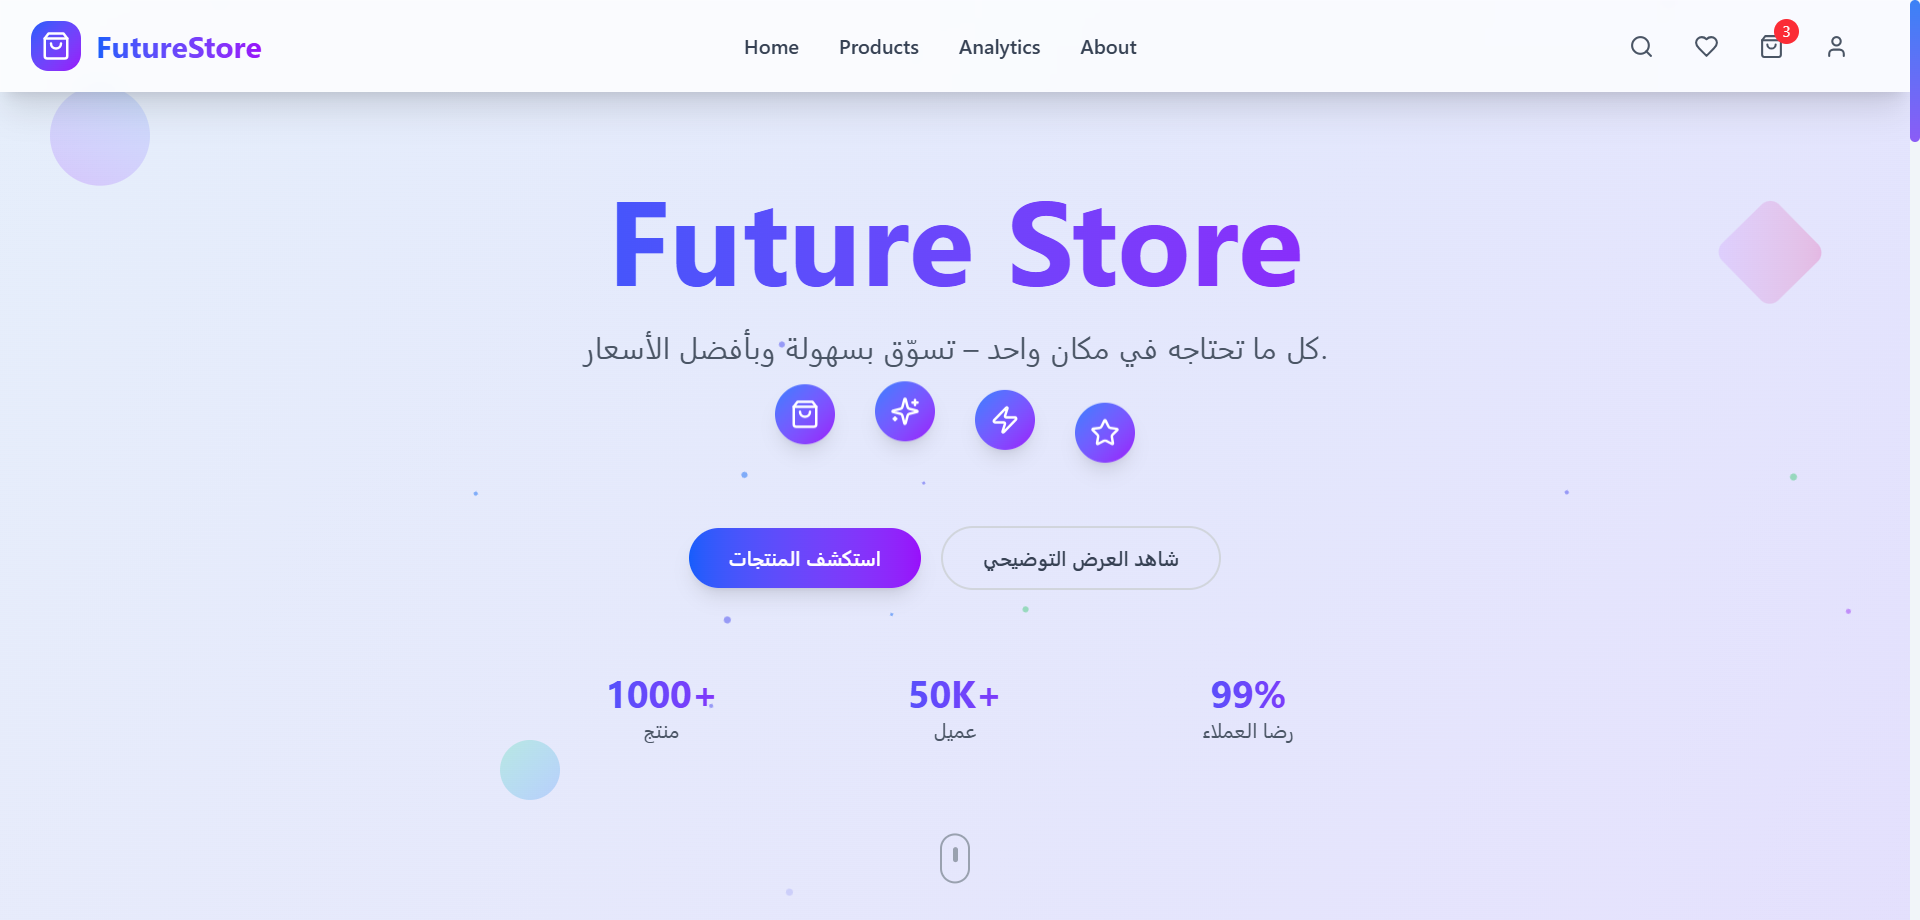 FutureStore
Home
Products
Analytics
About
3
Future Store
كل ما تحتاجه في مكان واحد – تسوّق بسهولة وبأفضل الأسعار.
استكشف المنتجات
شاهد العرض التوضيحي
1000+
منتج
50K+
عميل
99%
رضا العملاء